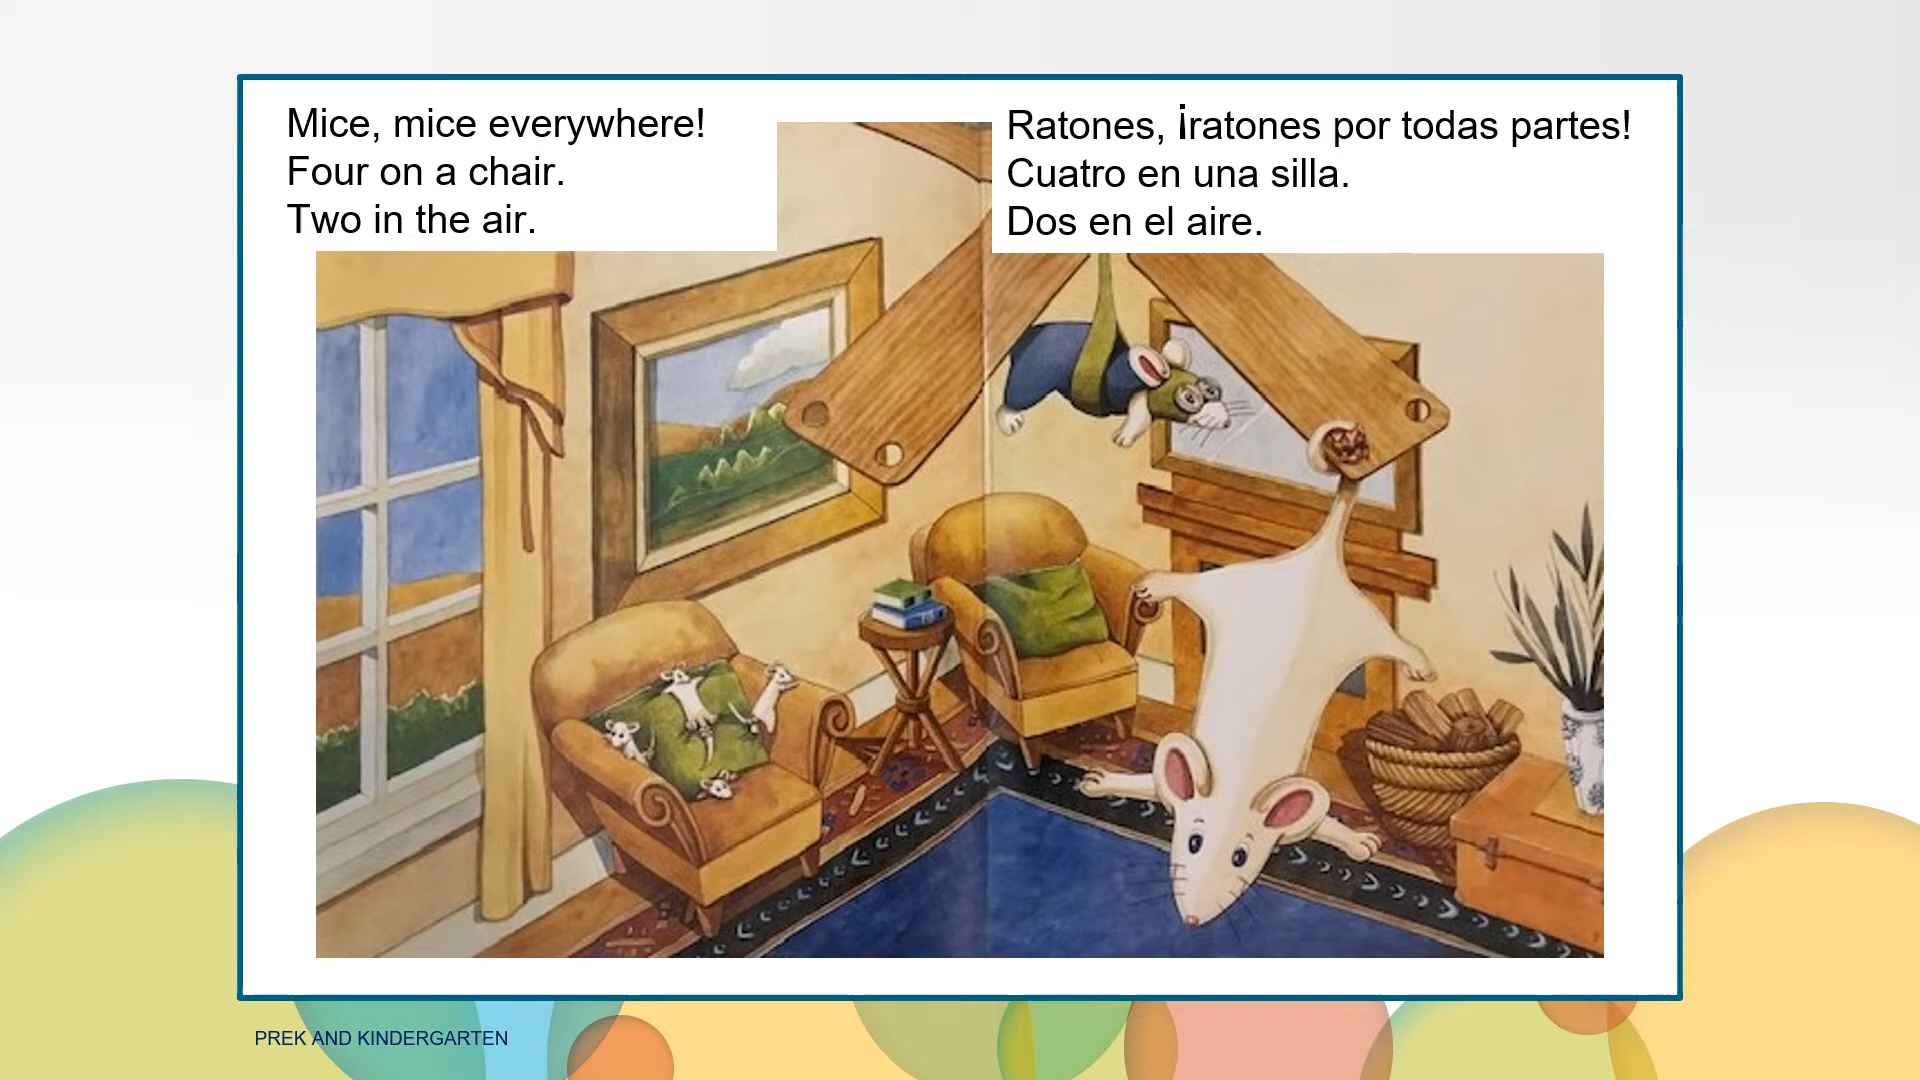 Mice, mice everywhere!
Four on a chair.
Two in the air.
Ratones, ¡ratones por todas partes!
Cuatro en una silla.
Dos en el aire.
PREK AND KINDERGARTEN